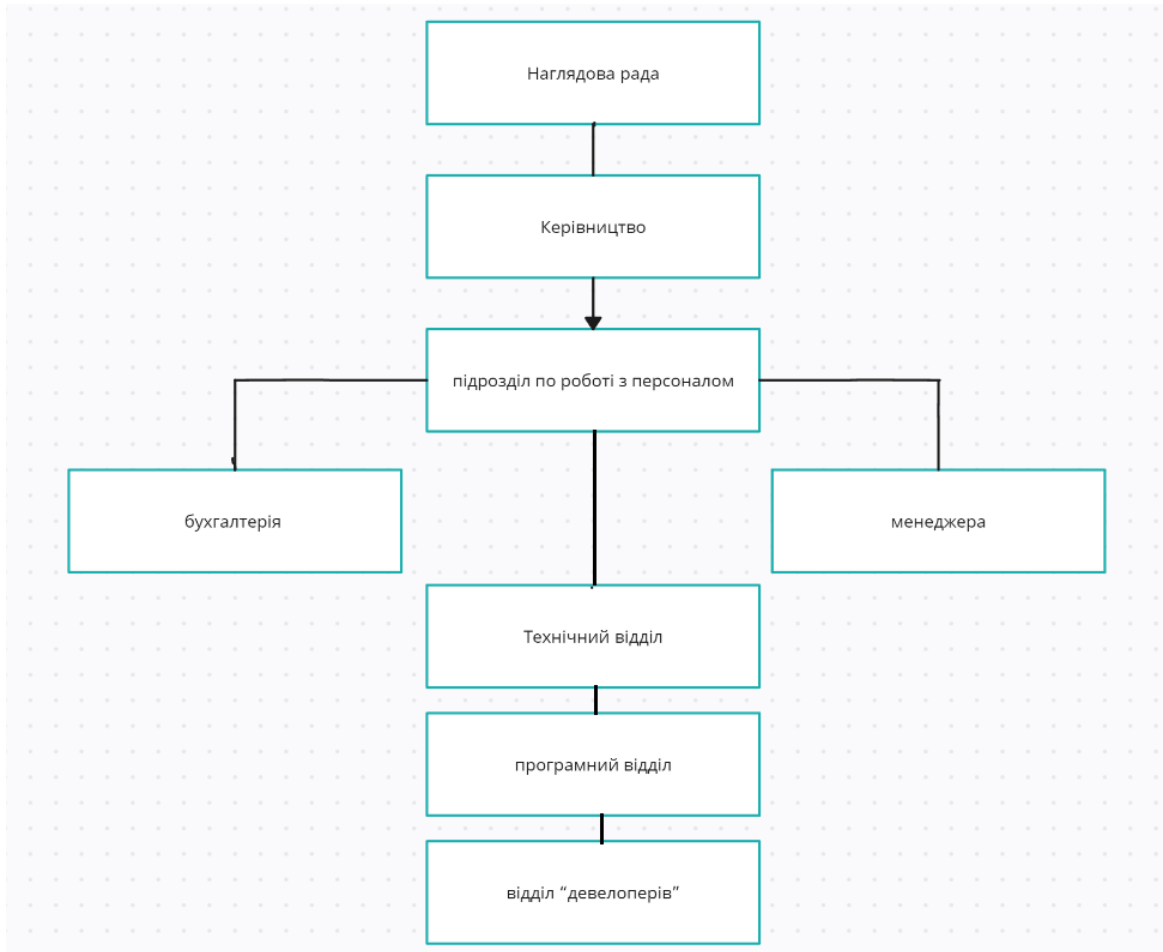 Наглядова рада
Керівництво
підрозділ по роботі з персоналом
бухгалтерія
менеджера
Технічний відділ
програмний відділ
відділ “девелоперів”